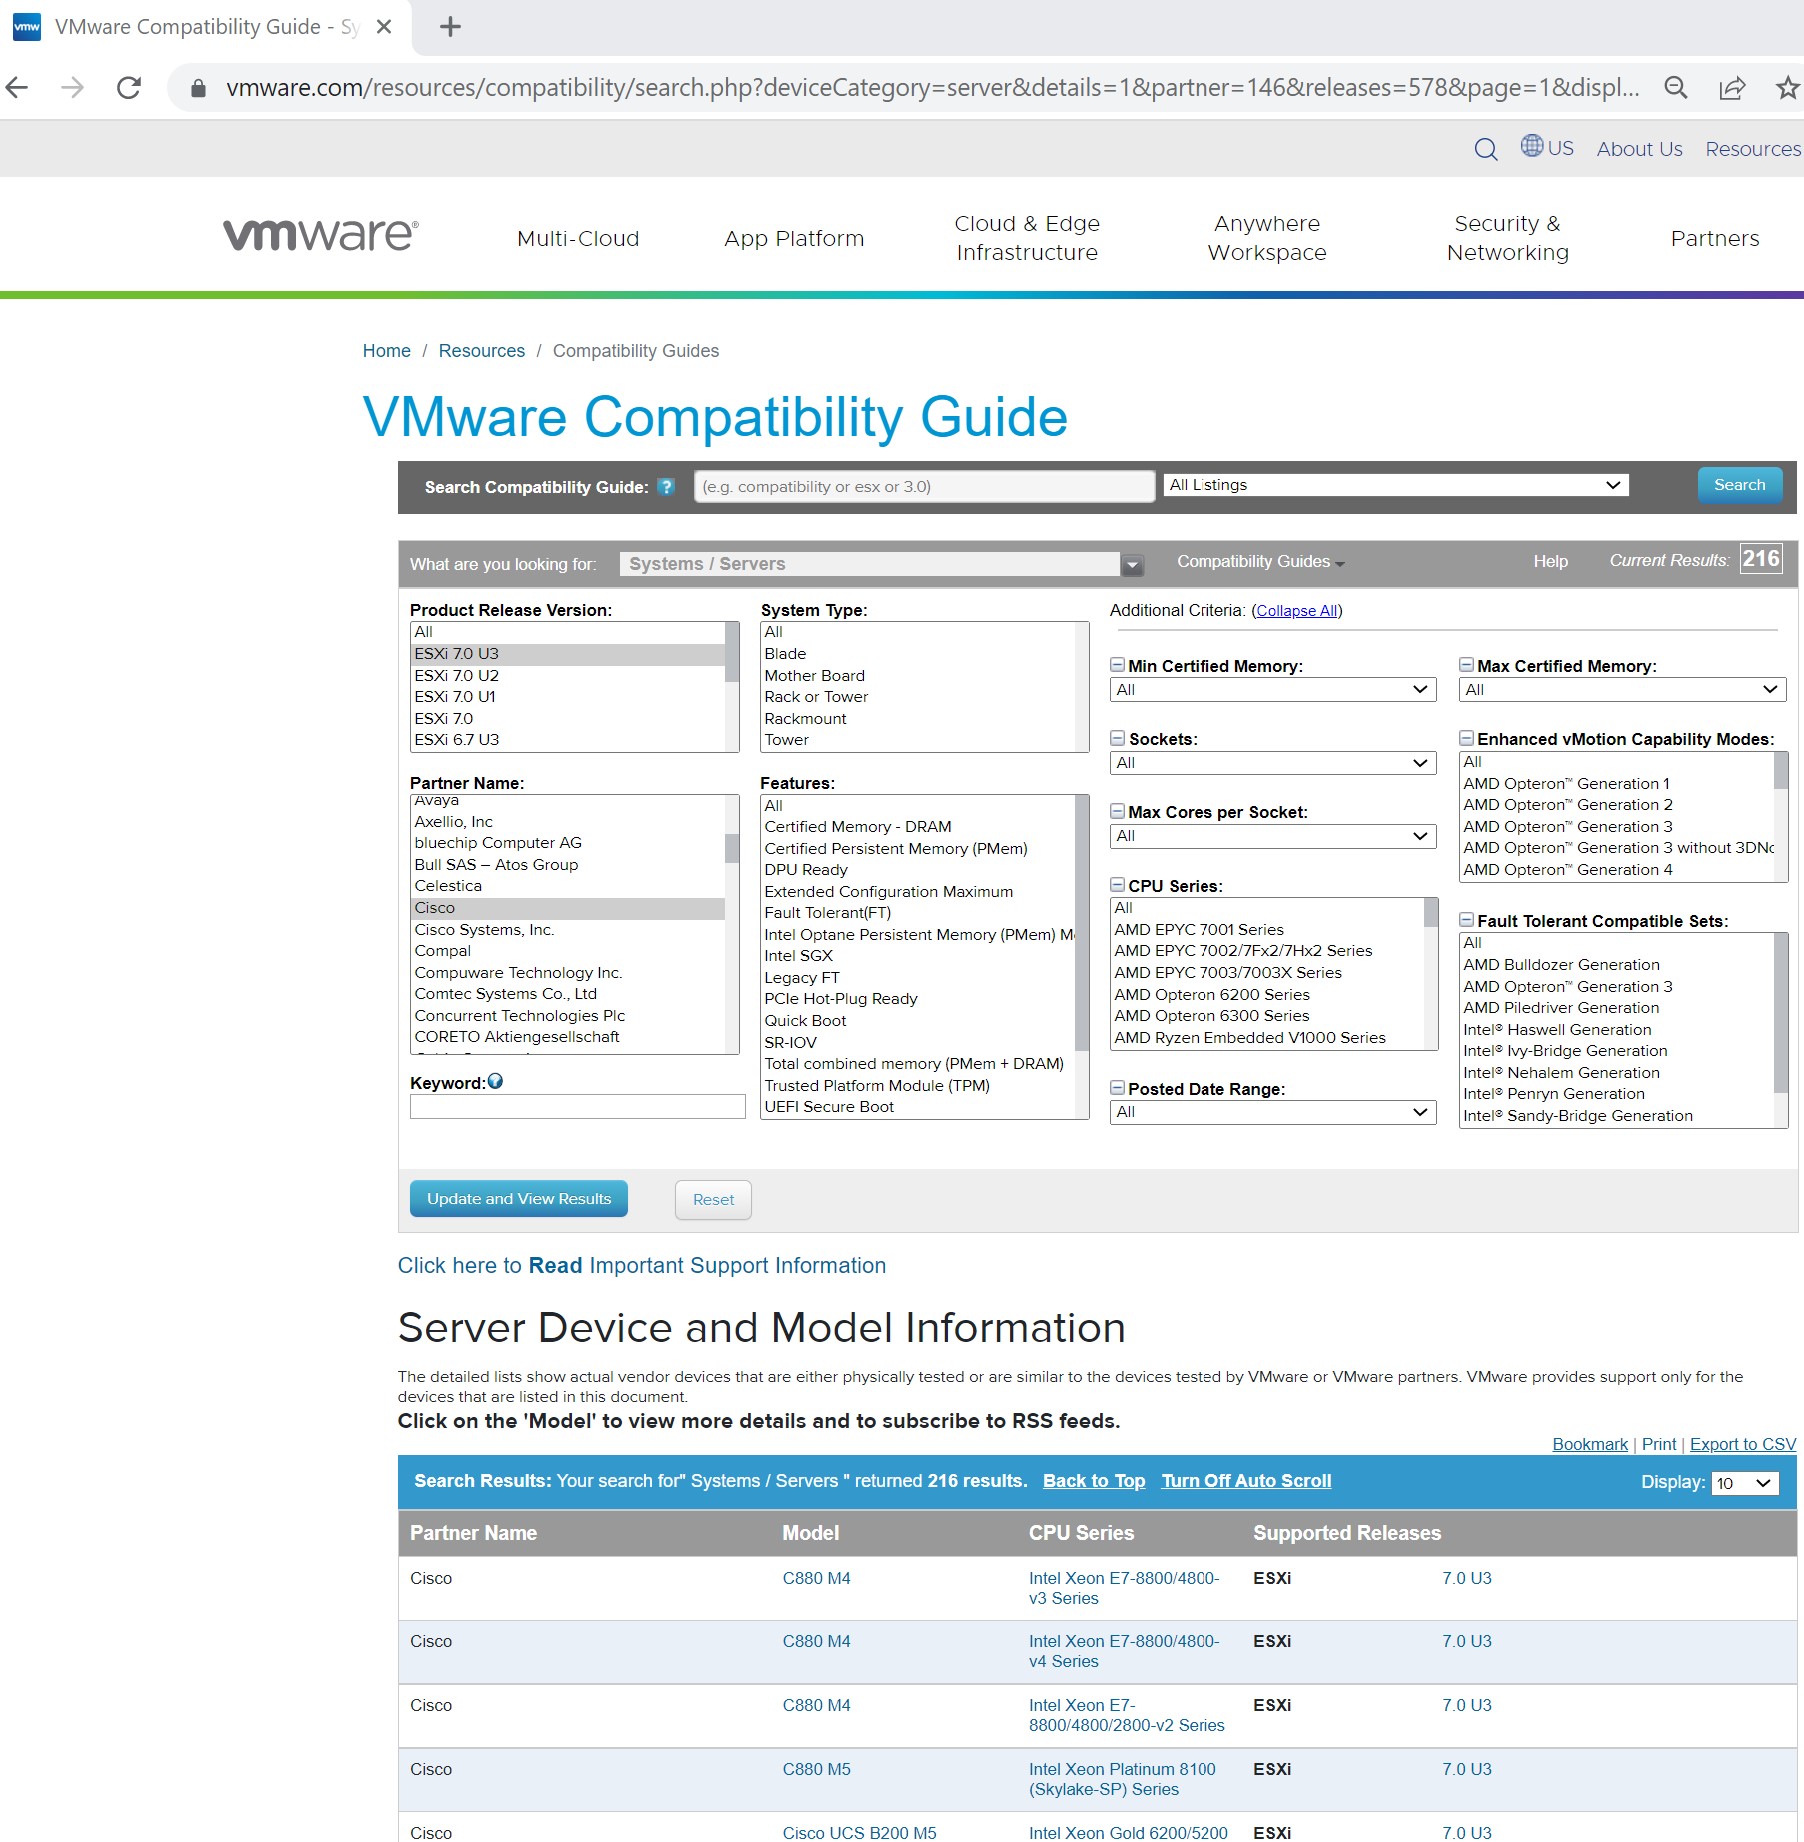 vmw VMware Compatibility Guide - Sy
vmware.com/resources/compatibility/search.php?deviceCategory=server&details=1&partner=146&releases=578&page=1&displ...
US About Us Resources
vmware®
Multi-Cloud
App Platform
Cloud & Edge
Infrastructure
Anywhere
Workspace
Security &
Networking
Partners
Home / Resources / Compatibility Guides
VMware Compatibility Guide
Search Compatibility Guide: ? (e.g. compatibility or esx or 3.0) All Listings Search
What are you looking for: Systems / Servers Compatibility Guides Help Current Results: 216
Product Release Version:
All
ESXi 7.0 U3
ESXi 7.0 U2
ESXi 7.0 U1
ESXi 7.0
ESXi 6.7 U3
Partner Name:
Avaya
Axellio, Inc
bluechip Computer AG
Bull SAS – Atos Group
Celestica
Cisco
Cisco Systems, Inc.
Compal
Compuware Technology Inc.
Comtec Systems Co., Ltd
Concurrent Technologies Plc
CORETO Aktiengesellschaft
Keyword:
System Type:
All
Blade
Mother Board
Rack or Tower
Rackmount
Tower
Features:
All
Certified Memory - DRAM
Certified Persistent Memory (PMem)
DPU Ready
Extended Configuration Maximum
Fault Tolerant(FT)
Intel Optane Persistent Memory (PMem) M
Intel SGX
Legacy FT
PCIe Hot-Plug Ready
Quick Boot
SR-IOV
Total combined memory (PMem + DRAM)
Trusted Platform Module (TPM)
UEFI Secure Boot
Additional Criteria: (Collapse All)
Min Certified Memory:
All
Sockets:
All
Max Cores per Socket:
All
CPU Series:
All
AMD EPYC 7001 Series
AMD EPYC 7002/7Fx2/7Hx2 Series
AMD EPYC 7003/7003X Series
AMD Opteron 6200 Series
AMD Opteron 6300 Series
AMD Ryzen Embedded V1000 Series
Posted Date Range:
All
Max Certified Memory:
All
Enhanced vMotion Capability Modes:
All
AMD Opteron™ Generation 1
AMD Opteron™ Generation 2
AMD Opteron™ Generation 3
AMD Opteron™ Generation 3 without 3DNo
AMD Opteron™ Generation 4
Fault Tolerant Compatible Sets:
All
AMD Bulldozer Generation
AMD Opteron™ Generation 3
AMD Piledriver Generation
Intel® Haswell Generation
Intel® Ivy-Bridge Generation
Intel® Nehalem Generation
Intel® Penryn Generation
Intel® Sandy-Bridge Generation
Update and View Results Reset
Click here to Read Important Support Information
Server Device and Model Information
The detailed lists show actual vendor devices that are either physically tested or are similar to the devices tested by VMware or VMware partners. VMware provides support only for the
devices that are listed in this document.
Click on the 'Model' to view more details and to subscribe to RSS feeds.
Bookmark | Print | Export to CSV
Search Results: Your search for" Systems / Servers " returned 216 results. Back to Top Turn Off Auto Scroll Display: 10
Partner Name Model CPU Series Supported Releases
Cisco C880 M4 Intel Xeon E7-8800/4800- ESXi 7.0 U3
v3 Series
Cisco C880 M4 Intel Xeon E7-8800/4800- ESXi 7.0 U3
v4 Series
Cisco C880 M4 Intel Xeon E7- ESXi 7.0 U3
8800/4800/2800-v2 Series
Cisco C880 M5 Intel Xeon Platinum 8100 ESXi 7.0 U3
(Skylake-SP) Series
Cisco Cisco UCS B200 M5 Intel Xeon Gold 6200/5200 ESXi 7.0 U3